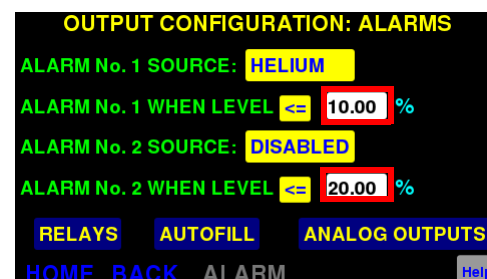 OUTPUT CONFIGURATION: ALARMS
ALARM No. 1 SOURCE: HELIUM
ALARM No. 1 WHEN LEVEL <= 10.00 %
ALARM No. 2 SOURCE: DISABLED
ALARM No. 2 WHEN LEVEL <= 20.00 %
RELAYS AUTOFILL ANALOG OUTPUTS
HOME BACK ALARM Help